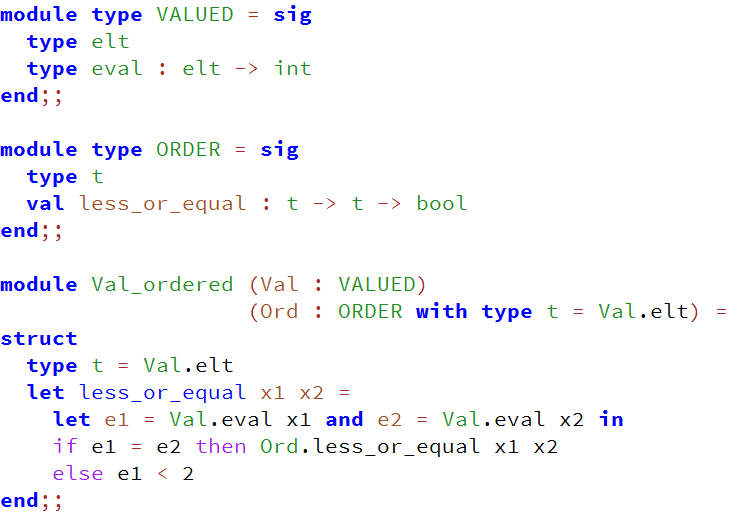 module type VALUED = sig
  type elt
  type eval : elt -> int
end;;

module type ORDER = sig
  type t
  val less_or_equal : t -> t -> bool
end;;

module Val_ordered (Val : VALUED)
                   (Ord : ORDER with type t = Val.elt) =
struct
  type t = Val.elt
  let less_or_equal x1 x2 =
    let e1 = Val.eval x1 and e2 = Val.eval x2 in
    if e1 = e2 then Ord.less_or_equal x1 x2
    else e1 < 2
end;;